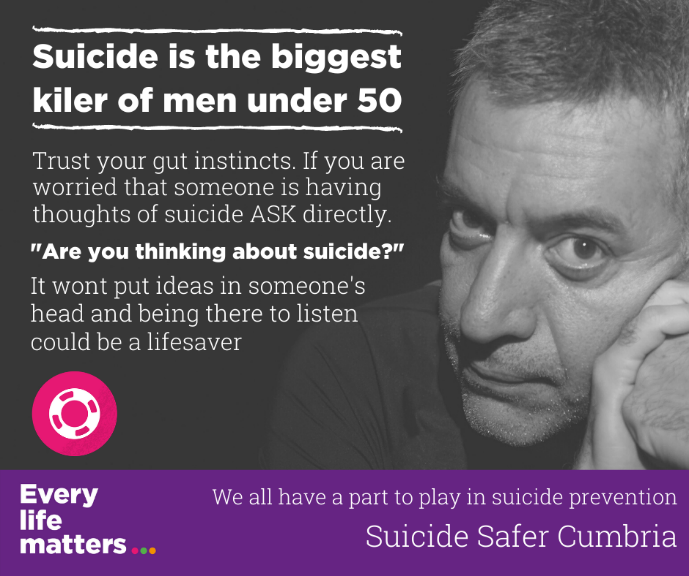 Suicide is the biggest
kiler of men under 50
Trust your gut instincts. If you are
worried that someone is having
thoughts of suicide ASK directly.
"Are you thinking about suicide?"
It wont put ideas in someone's
head and being there to listen
could be a lifesaver
Every
life
matters...
We all have a part to play in suicide prevention
Suicide Safer Cumbria